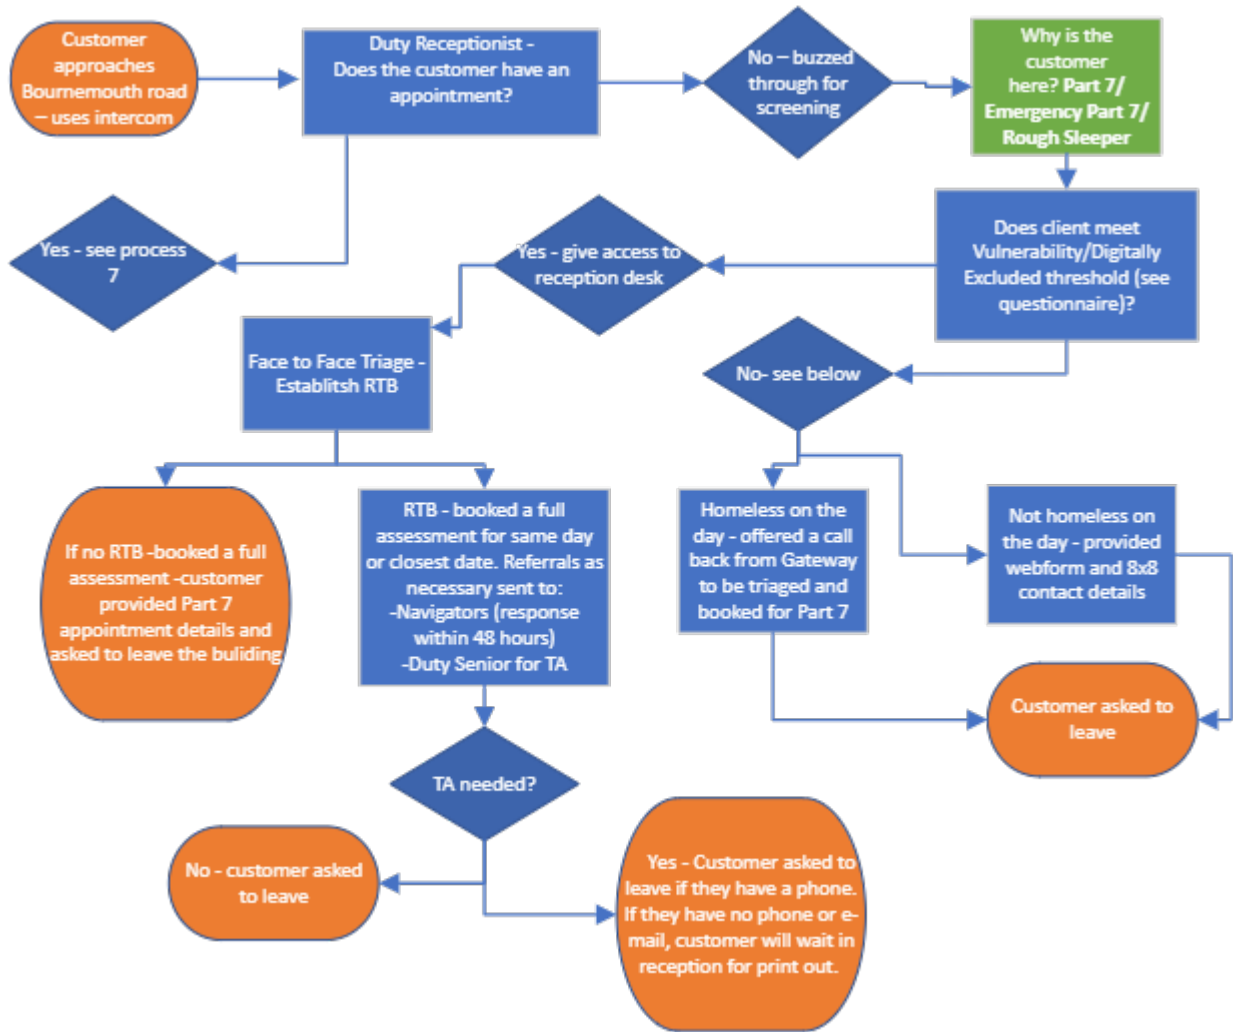 Customer
approaches
Bournemouth road
– uses intercom
Duty Receptionist -
Does the customer have an
appointment?
No – buzzed
through for
screening
Why is the
customer
here? Part 7/
Emergency Part 7/
Rough Sleeper
Yes - see process
7
Yes - give access to
reception desk
Does client meet
Vulnerability/Digitally
Excluded threshold (see
questionnaire)?
Face to Face Triage -
Establitsh RTB
No- see below
If no RTB -booked a full
assessment -customer
provided Part 7
appointment details and
asked to leave the buliding
RTB - booked a full
assessment for same day
or closest date. Referrals as
necessary sent to:
-Navigators (response
within 48 hours)
-Duty Senior for TA
Homeless on the
day - offered a call
back from Gateway
to be triaged and
booked for Part 7
Not homeless on
the day - provided
webform and 8x8
contact details
Customer asked to
leave
TA needed?
No - customer asked
to leave
Yes - Customer asked to
leave if they have a phone.
If they have no phone or e-
mail, customer will wait in
reception for print out.